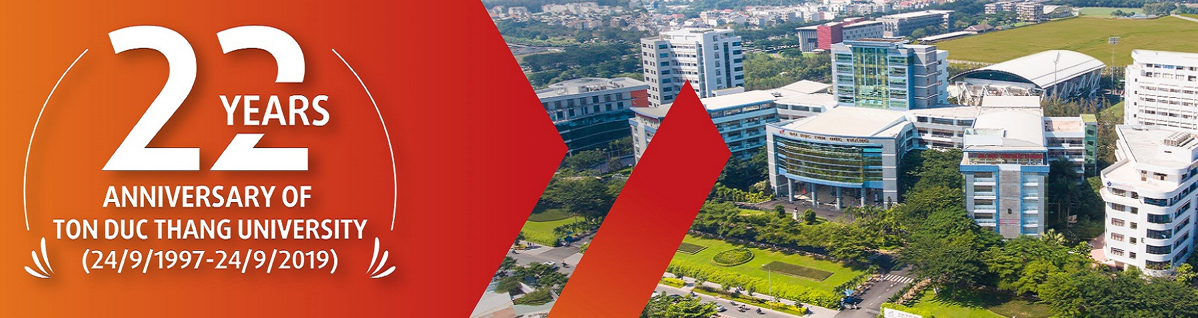 22
YEARS
ANNIVERSARY OF
TON DUC THANG UNIVERSITY
(24/9/1997-24/9/2019)